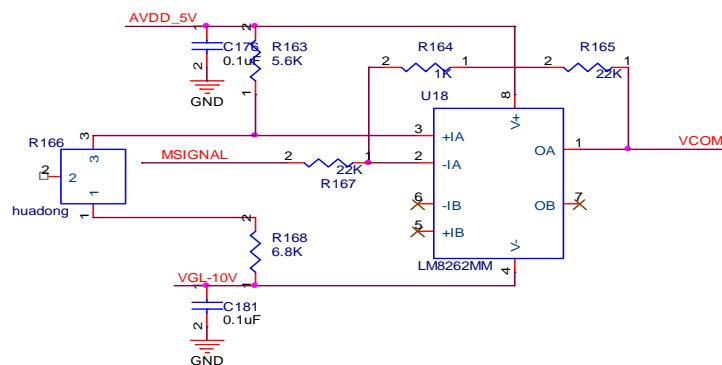 AVDD_5V
1
2
C176
0.1uF
2
GND
R163
5.6K
1
R164
2
1
1K
R165
2
1
22K
U18
8
V+
3
+IA
2
-IA
6
-IB
5
+IB
OA
1
OB
7
V-
4
LM8262MM
VCOM
R166
3
3
2
2
1
1
huadong
MSIGNAL
2
1
22K
R167
2
R168
6.8K
1
VGL-10V
1
C181
0.1uF
2
GND